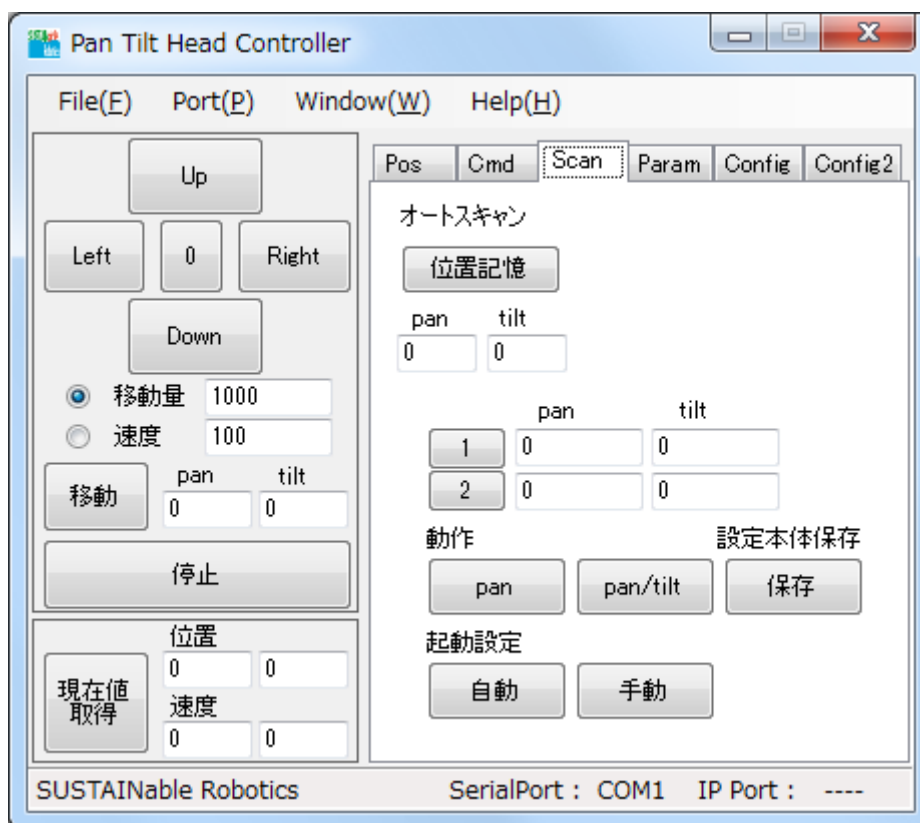 Pan Tilt Head Controller
File(F) Port(P) Window(W) Help(H)
Up
Left 0 Right
Down
移動量 1000
速度 100
pan tilt
移動 0 0
停止
位置
0 0
現在値
取得
速度
0 0
Pos Cmd Scan Param Config Config2
オートスキャン
位置記憶
pan tilt
0 0
pan tilt
1 0 0
2 0 0
動作 設定本体保存
pan pan/tilt 保存
起動設定
自動 手動
SUSTAINable Robotics SerialPort : COM1 IP Port : ----